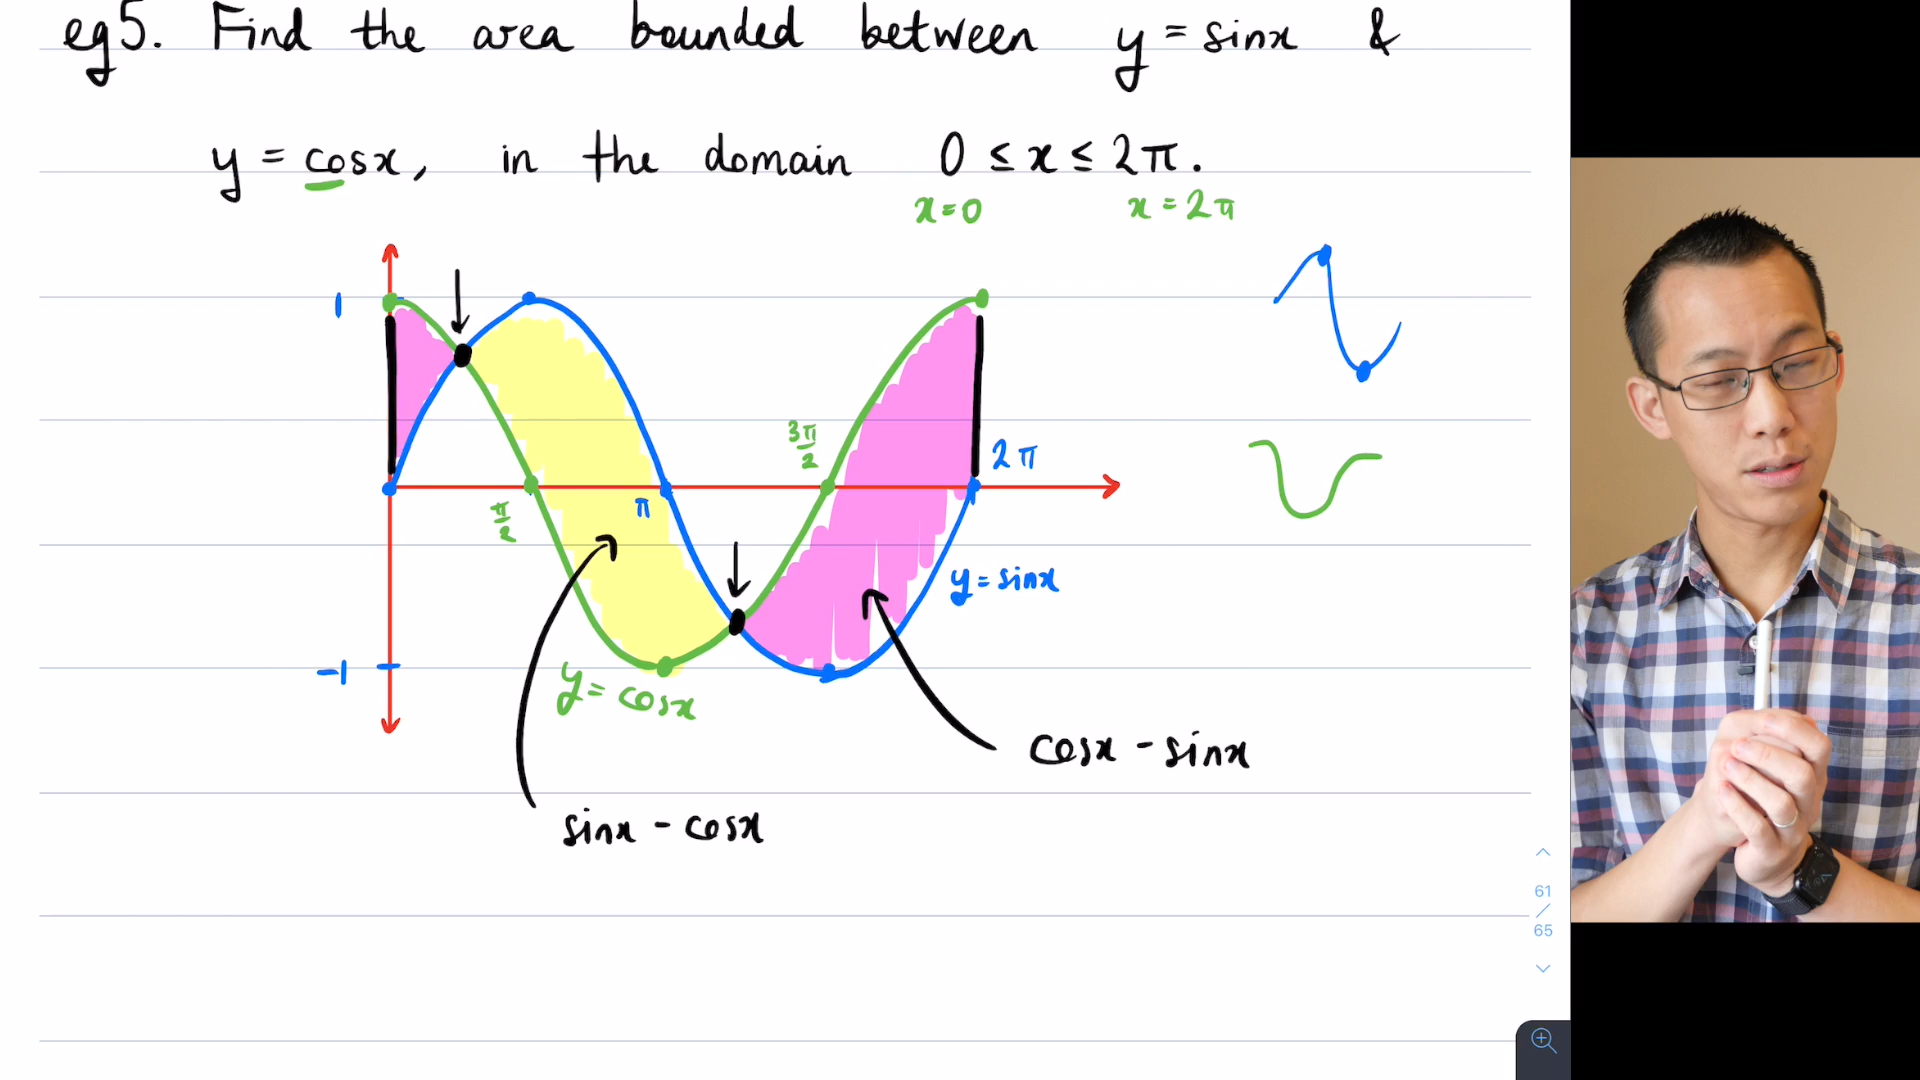 eg5. Find the area bounded between y = sinx &
y = cosx, in the domain 0 ≤ x ≤ 2π.
x=0 x = 2π
1
3π/2
2π
π/2
π
y = sinx
-1
y = cosx
cosx - sinx
sinx - cosx
61
/
65